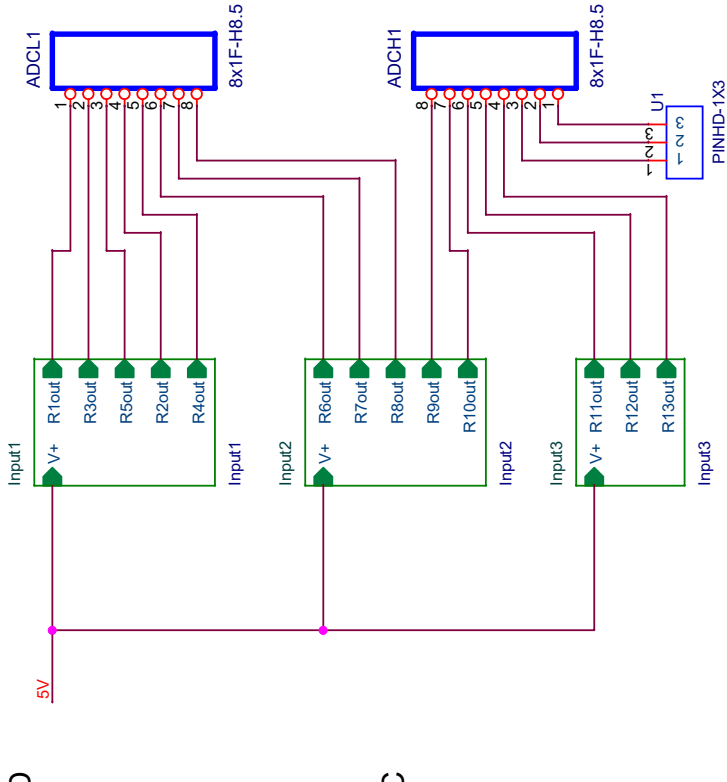 ADCL1
8x1F-H8.5
1
2
3
4
5
6
7
8
ADCH1
8x1F-H8.5
8
7
6
5
4
3
2
1
U1
PINHD-1X3
3
2
1
3
2
1
Input1
V+
R1out
R3out
R5out
R2out
R4out
Input1
Input2
V+
R6out
R7out
R8out
R9out
R10out
Input2
Input3
V+
R11out
R12out
R13out
Input3
5V
C